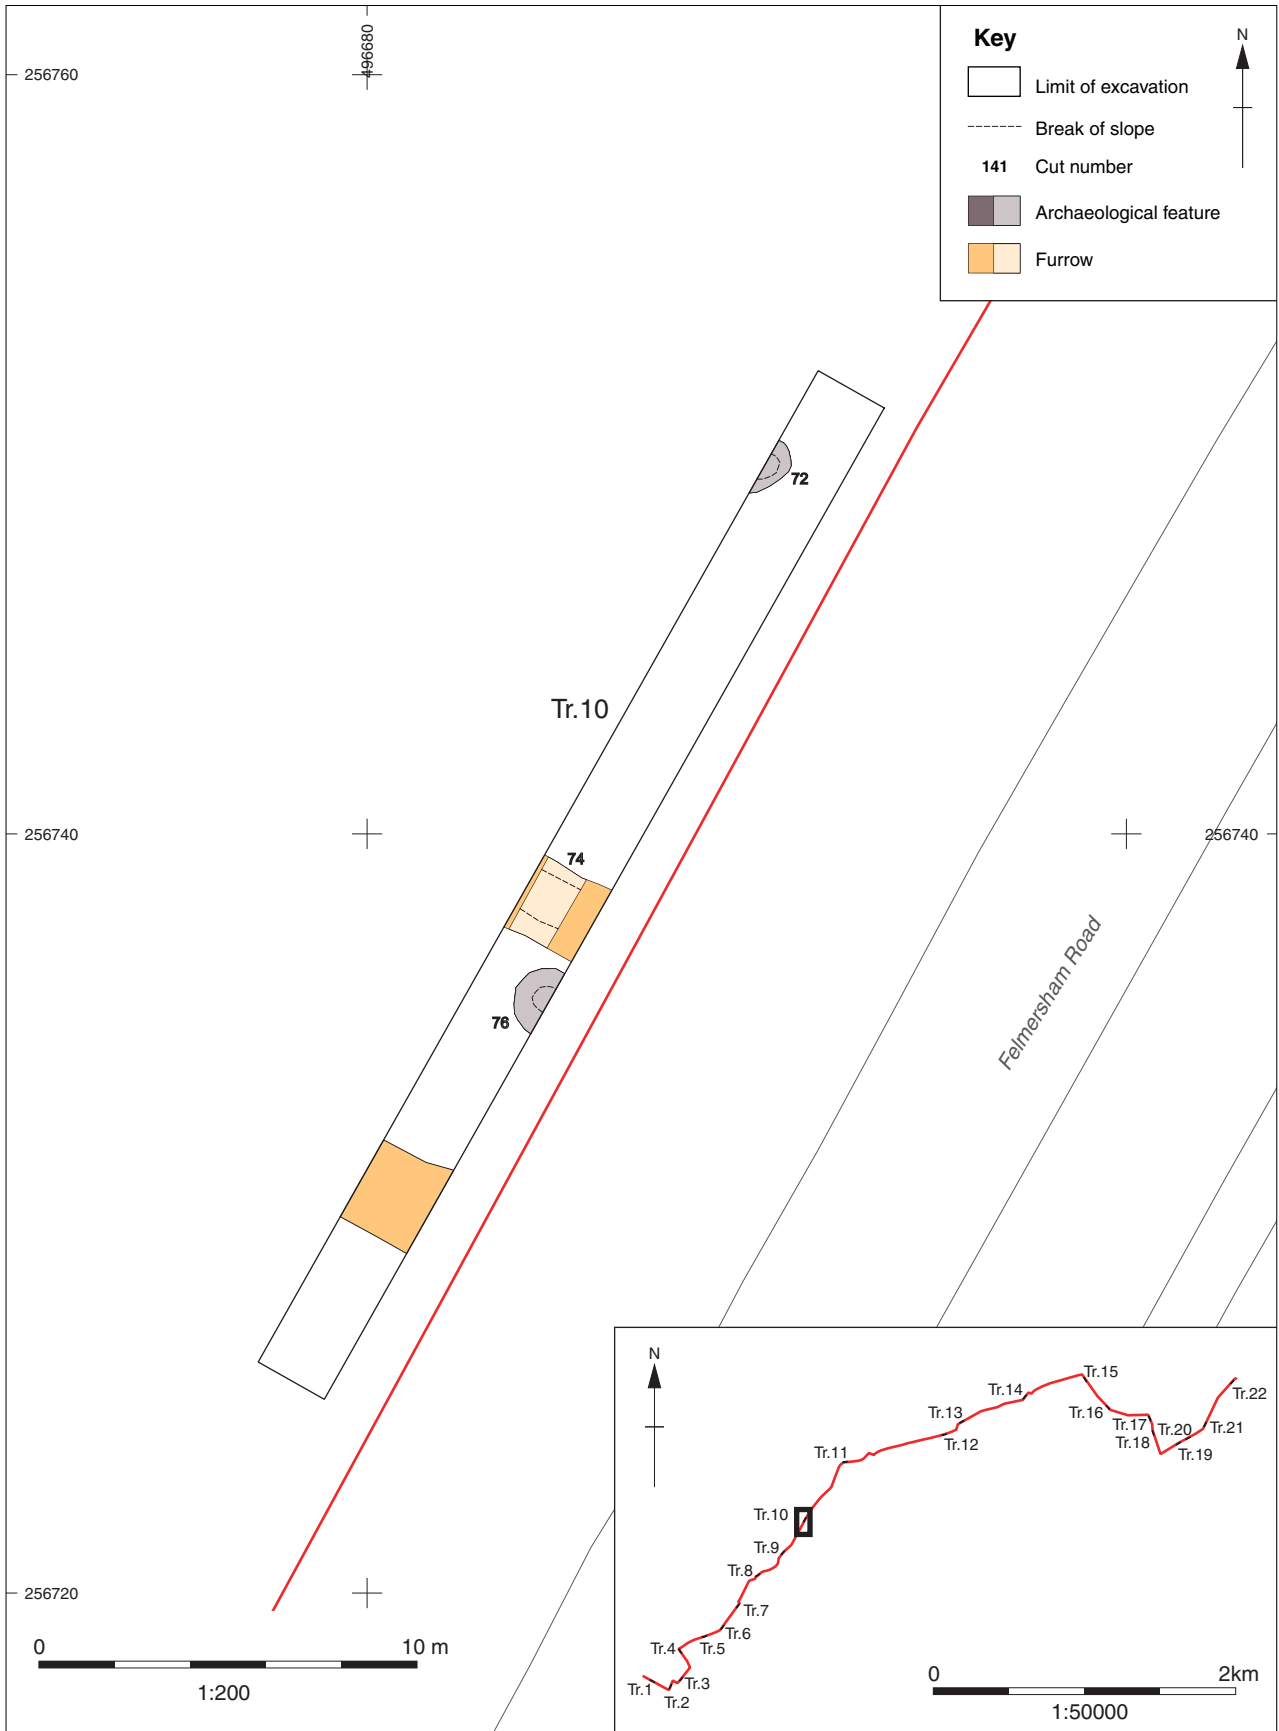 496680
256760
Key
N
Limit of excavation
Break of slope
141 Cut number
Archaeological feature
Furrow
72
Tr.10
74
256740
256740
Felmersham Road
76
256720
0 10 m
1:200
N
Tr.15
Tr.14
Tr.22
Tr.13
Tr.16
Tr.17
Tr.20
Tr.21
Tr.12
Tr.18
Tr.19
Tr.11
Tr.10
Tr.9
Tr.8
Tr.7
Tr.6
Tr.4
Tr.5
Tr.3
Tr.1
Tr.2
0 2km
1:50000